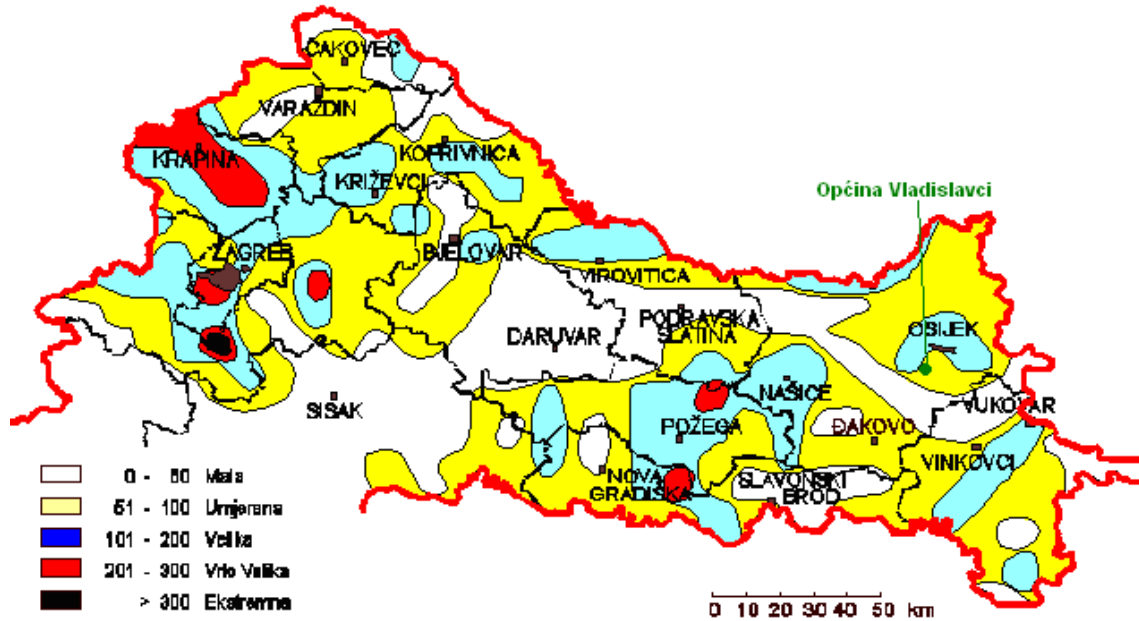 ČAKOVEC
VARAŽDIN
KRAPINA
KOPRIVNICA
KRIŽEVCI
Općina Vladislavci
ZAGREB
BJELOVAR
VIROVITICA
PODRAVSKA
SLATINA
DARUVAR
OSIJEK
SISAK
NAŠICE
VUKOVAR
POŽEGA
ĐAKOVO
VINKOVCI
NOVA
GRADIŠKA
SLAVONSKI
BROD
0 - 50 Mala
51 - 100 Umjerena
101 - 200 Velika
201 - 300 Vrlo Velika
> 300 Ekstremna
0 10 20 30 40 50 km